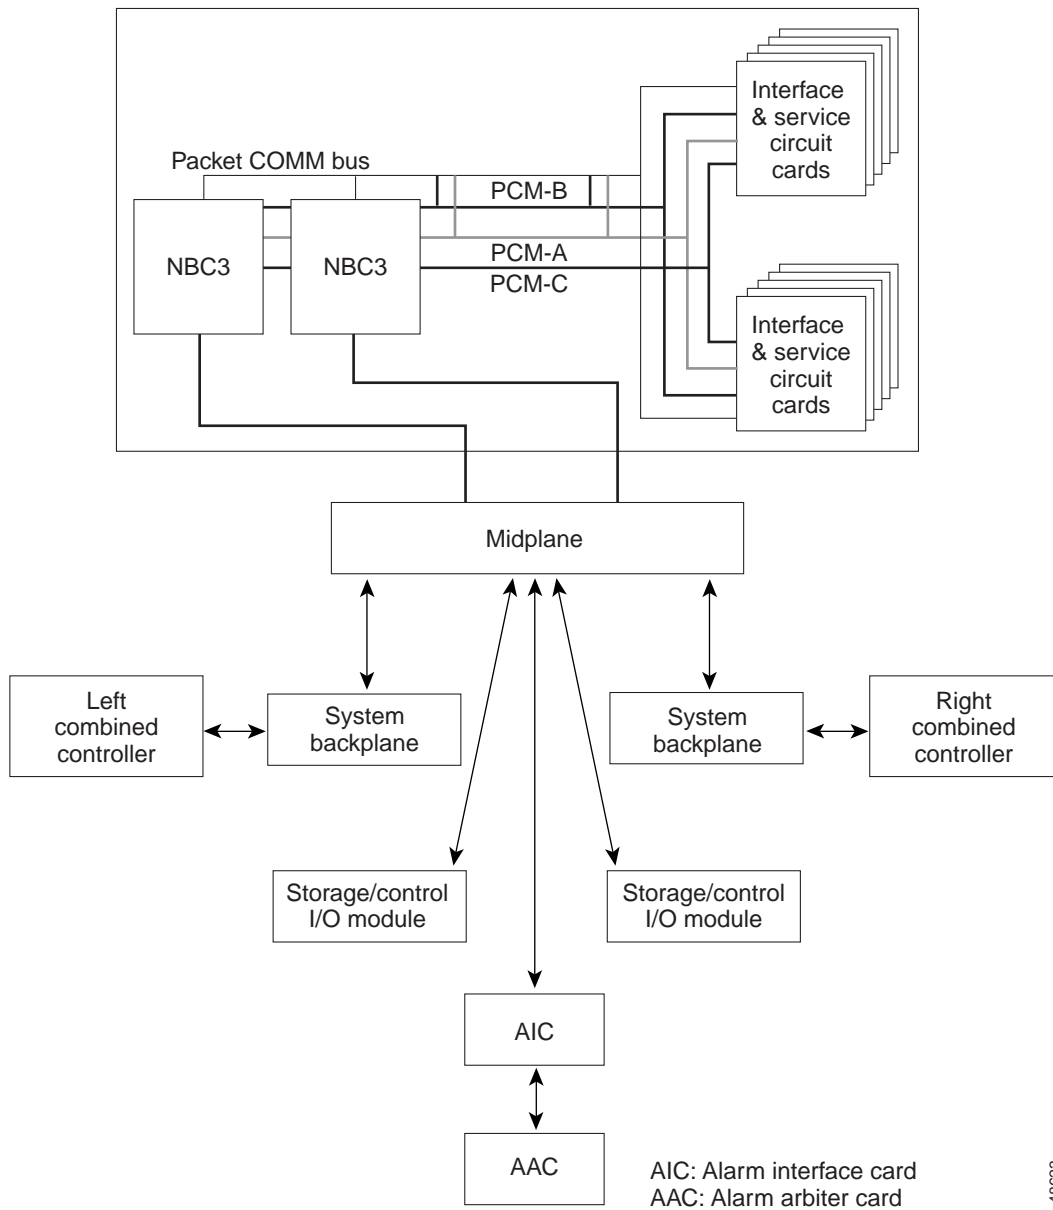 Interface
& service
circuit
cards
Packet COMM bus
PCM-B
NBC3
NBC3
PCM-A
PCM-C
Interface
& service
circuit
cards
Midplane
Left
combined
controller
System
backplane
System
backplane
Right
combined
controller
Storage/control
I/O module
Storage/control
I/O module
AIC
AAC
AIC: Alarm interface card
AAC: Alarm arbiter card